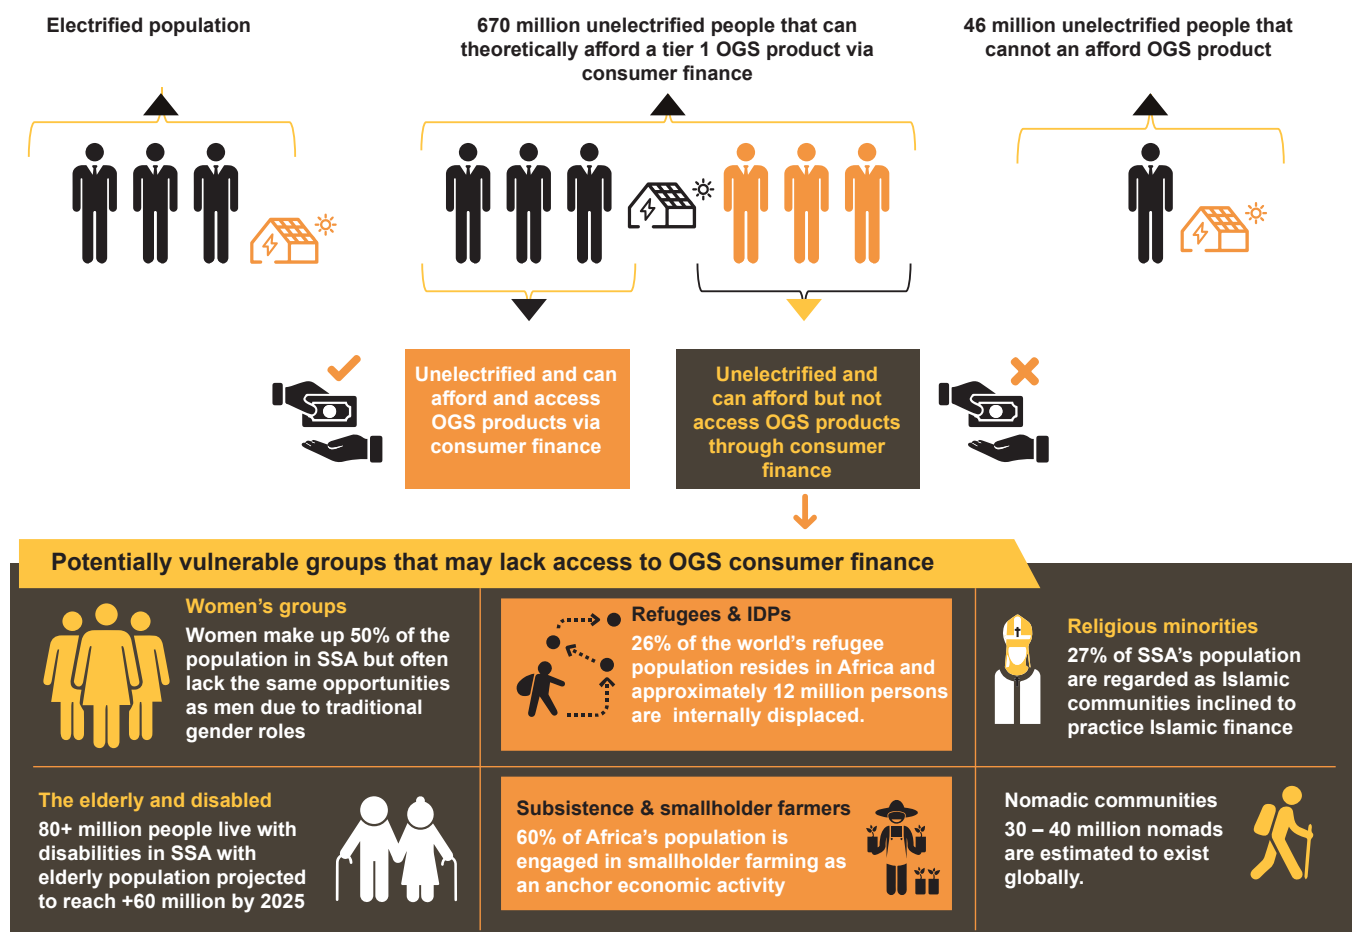 Electrified population
670 million unelectrified people that can
theoretically afford a tier 1 OGS product via
consumer finance
46 million unelectrified people that
cannot an afford OGS product
Unelectrified and can
afford and access
OGS products via
consumer finance
Unelectrified and
can afford but not
access OGS products
through consumer
finance
Potentially vulnerable groups that may lack access to OGS consumer finance
Women’s groups
Women make up 50% of the
population in SSA but often
lack the same opportunities
as men due to traditional
gender roles
Refugees & IDPs
26% of the world’s refugee
population resides in Africa and
approximately 12 million persons
are internally displaced.
Religious minorities
27% of SSA’s population
are regarded as Islamic
communities inclined to
practice Islamic finance
The elderly and disabled
80+ million people live with
disabilities in SSA with
elderly population projected
to reach +60 million by 2025
Subsistence & smallholder farmers
60% of Africa’s population is
engaged in smallholder farming as
an anchor economic activity
Nomadic communities
30 – 40 million nomads
are estimated to exist
globally.